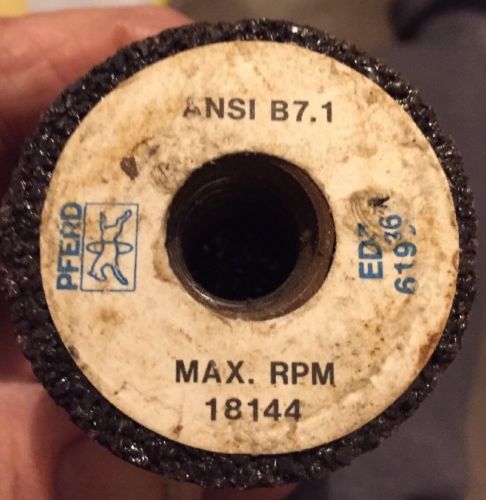 ANSI B7.1
PFERD
MAX. RPM
18144